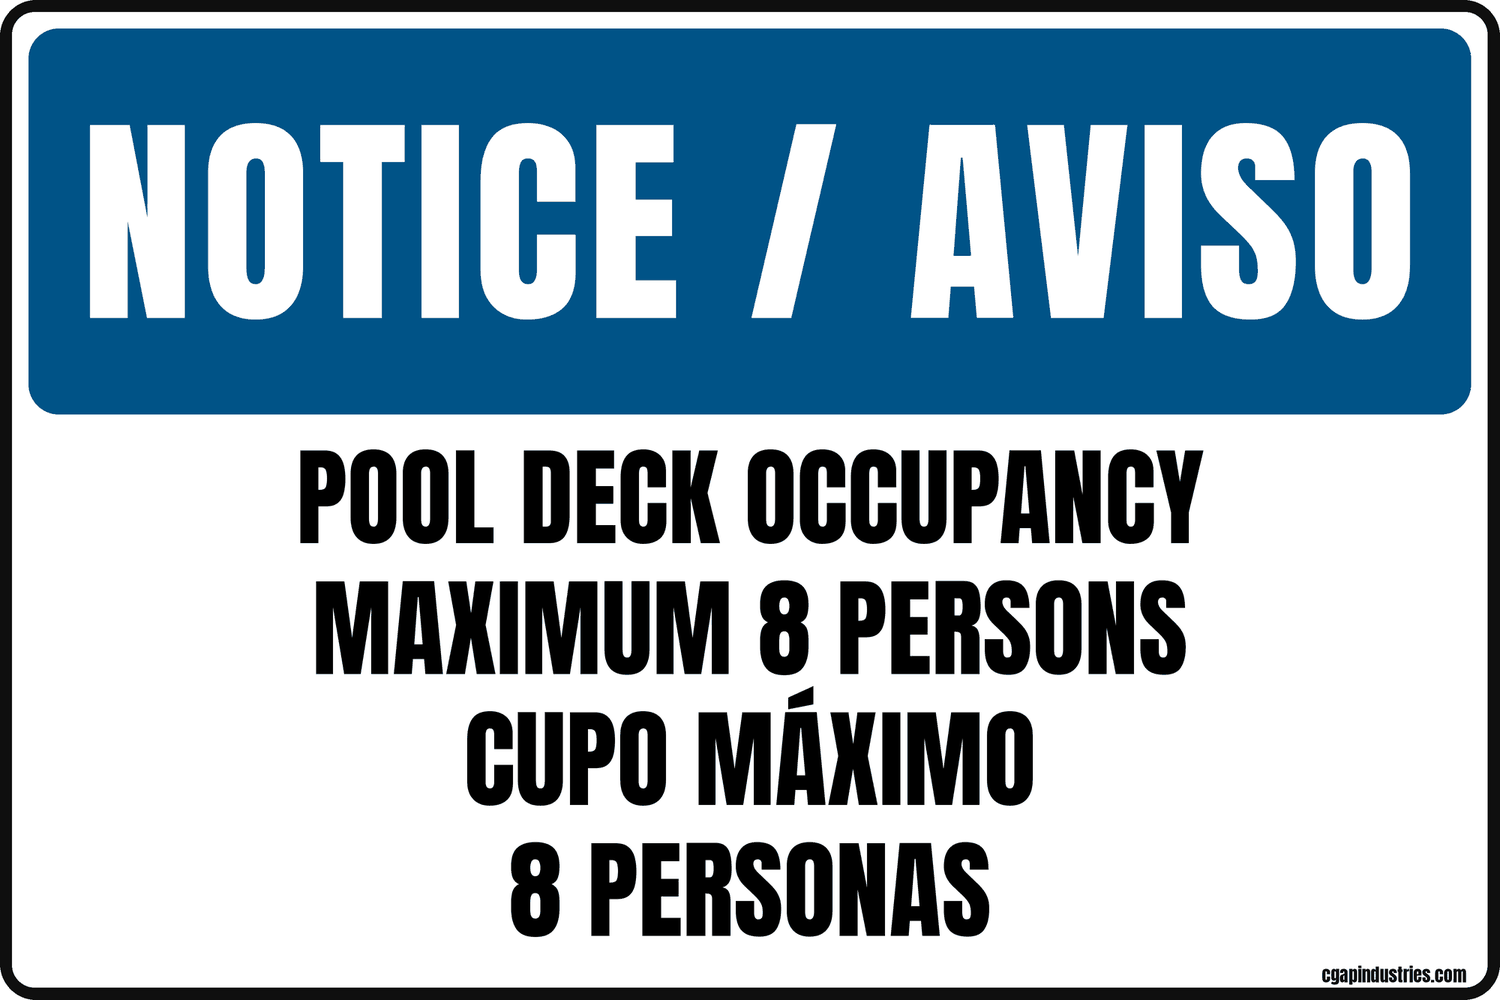 NOTICE / AVISO
POOL DECK OCCUPANCY
MAXIMUM 8 PERSONS
CUPO MÁXIMO
8 PERSONAS
cgapindustries.com